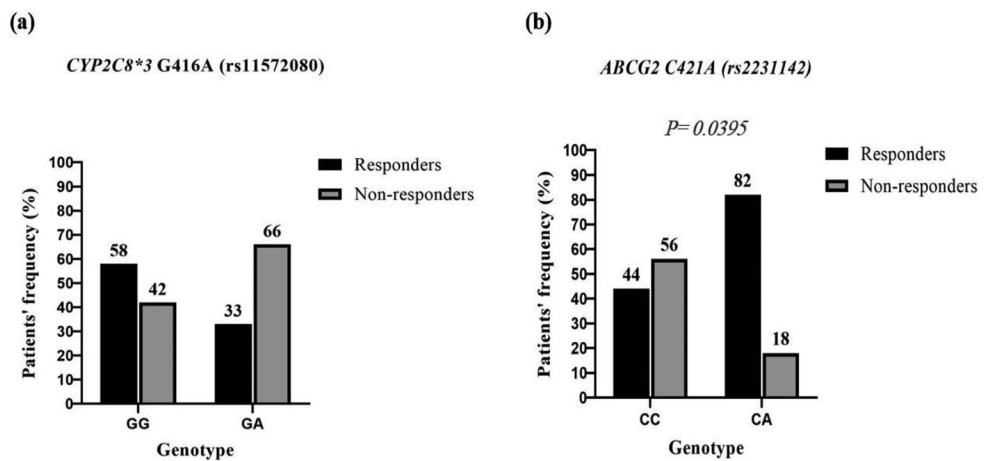 (a)
CYP2C8*3 G416A (rs11572080)
Responders
Non-responders
Patients' frequency (%)
100
90
80
70
60
50
40
30
20
10
0
58
42
33
66
GG
GA
Genotype
(b)
ABCG2 C421A (rs2231142)
P= 0.0395
Responders
Non-responders
Patients' frequency (%)
100
90
80
70
60
50
40
30
20
10
0
44
56
82
18
CC
CA
Genotype